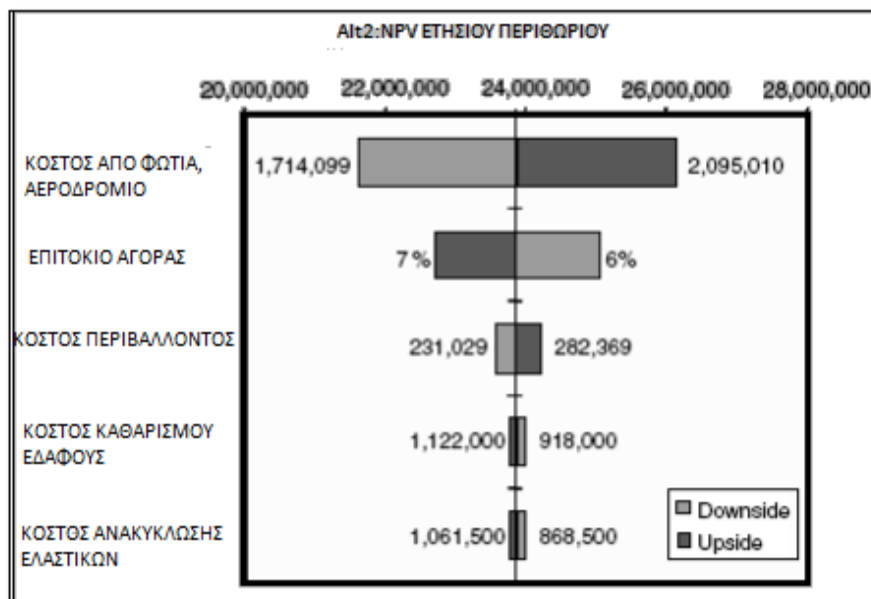 Alt2:NPV ΕΤΗΣΙΟΥ ΠΕΡΙΘΩΡΙΟΥ
20,000,000 22,000,000 24,000,000 26,000,000 28,000,000
ΚΟΣΤΟΣ ΑΠΟ ΦΩΤΙΑ,
ΑΕΡΟΔΡΟΜΙΟ
1,714,099 2,095,010
ΕΠΙΤΟΚΙΟ ΑΓΟΡΑΣ
7% 6%
ΚΟΣΤΟΣ ΠΕΡΙΒΑΛΛΟΝΤΟΣ
231,029 282,369
ΚΟΣΤΟΣ ΚΑΘΑΡΙΣΜΟΥ
ΕΔΑΦΟΥΣ
1,122,000 918,000
ΚΟΣΤΘΣ ΑΝΑΚΥΚΛΩΣΗΣ
ΕΛΑΣΤΙΚΩΝ
1,061,500 868,500
Downside
Upside